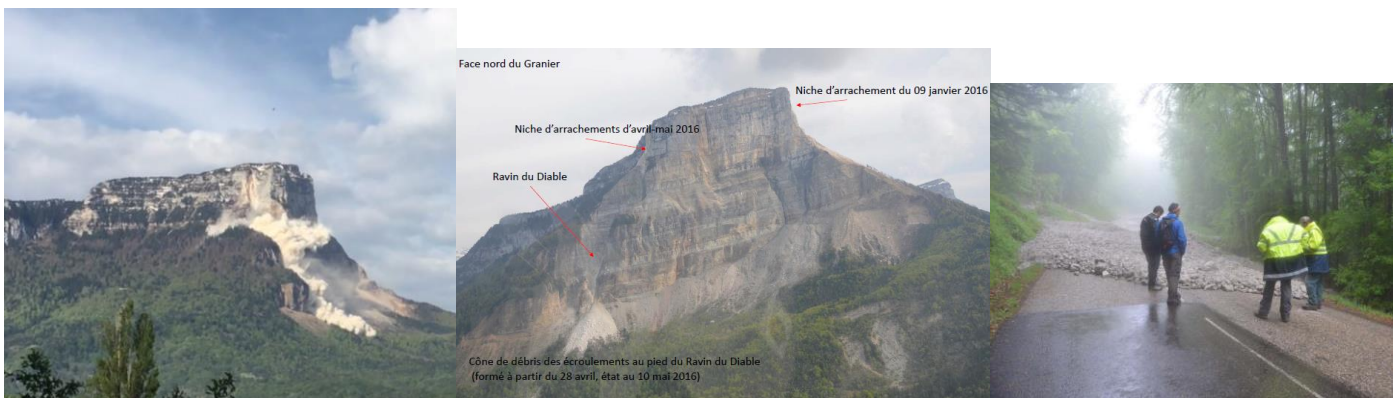 Face nord du Granier
Niche d'arrachement du 09 janvier 2016
Niche d'arrachements d'avril-mai 2016
Ravin du Diable
Cône de débris des écroulements au pied du Ravin du Diable
(formé à partir du 28 avril, état au 10 mai 2016)